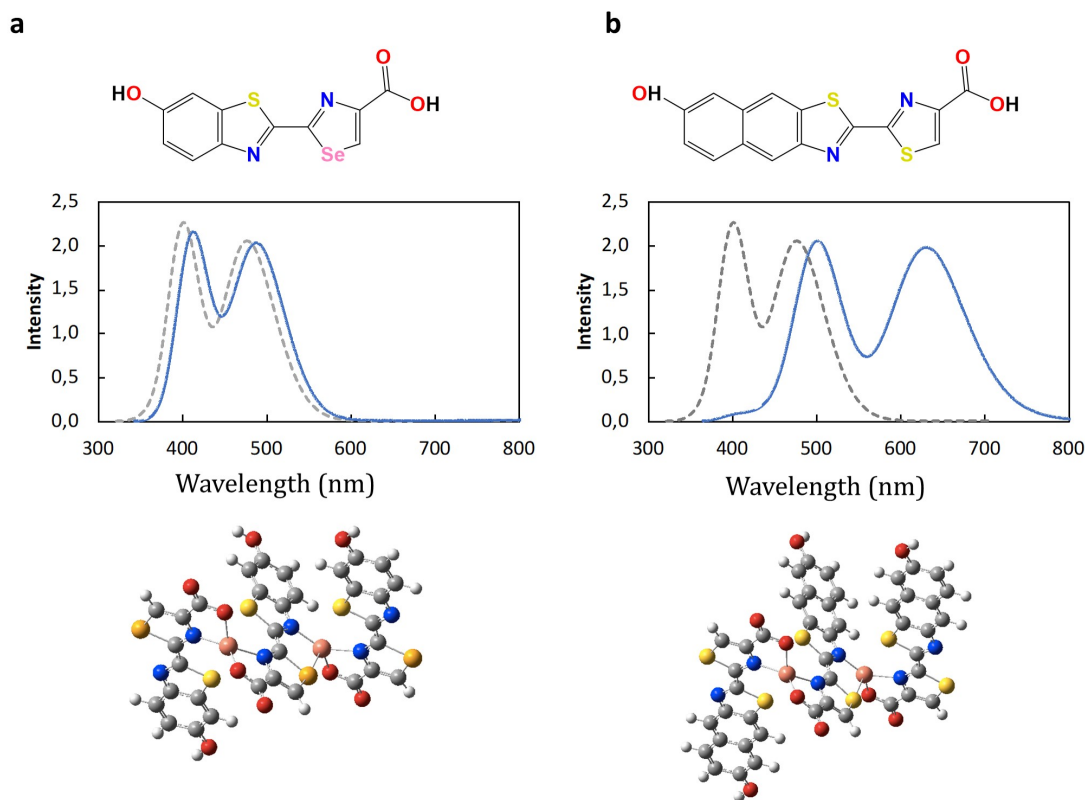 a
b
O
HO
S
N
OH
N
Se
O
OH
S
N
OH
N
S
2,5
2,0
1,5
1,0
0,5
0,0
Intensity
300 400 500 600 700 800
Wavelength (nm)
2,5
2,0
1,5
1,0
0,5
0,0
Intensity
300 400 500 600 700 800
Wavelength (nm)